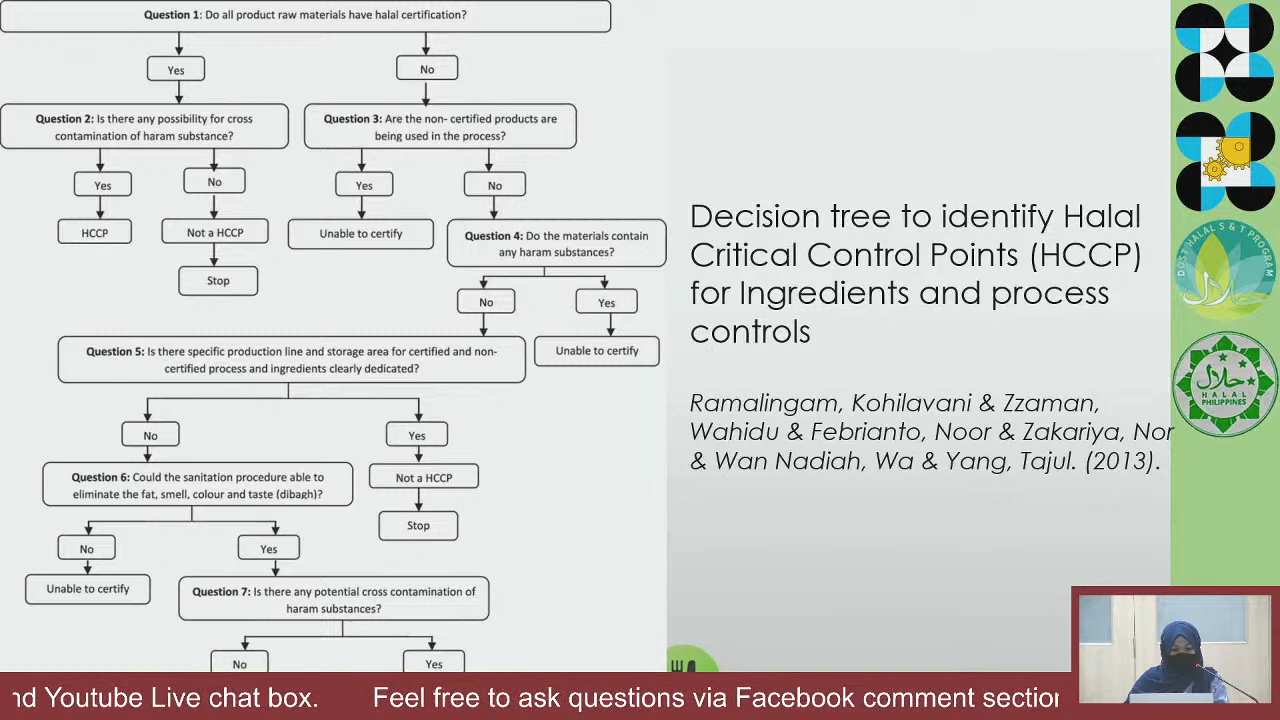 Question 1: Do all product raw materials have halal certification?
Yes
No
Question 2: Is there any possibility for cross
contamination of haram substance?
Question 3: Are the non- certified products are
being used in the process?
Yes
No
Yes
No
HCCP
Not a HCCP
Unable to certify
Question 4: Do the materials contain
any haram substances?
Stop
No
Yes
Question 5: Is there specific production line and storage area for certified and non-
certified process and ingredients clearly dedicated?
Unable to certify
No
Yes
Question 6: Could the sanitation procedure able to
eliminate the fat, smell, colour and taste (dibagh)?
Not a HCCP
Stop
No
Yes
Unable to certify
Question 7: Is there any potential cross contamination of
haram substances?
No
Yes
Decision tree to identify Halal
Critical Control Points (HCCP)
for Ingredients and process
controls
Ramalingam, Kohilavani & Zzaman,
Wahidu & Febrianto, Noor & Zakariya, Nor
& Wan Nadiah, Wa & Yang, Tajul. (2013).
DOST HALAL S & T PROGRAM
حلال
HALAL
PHILIPPINES
nd Youtube Live chat box. Feel free to ask questions via Facebook comment section